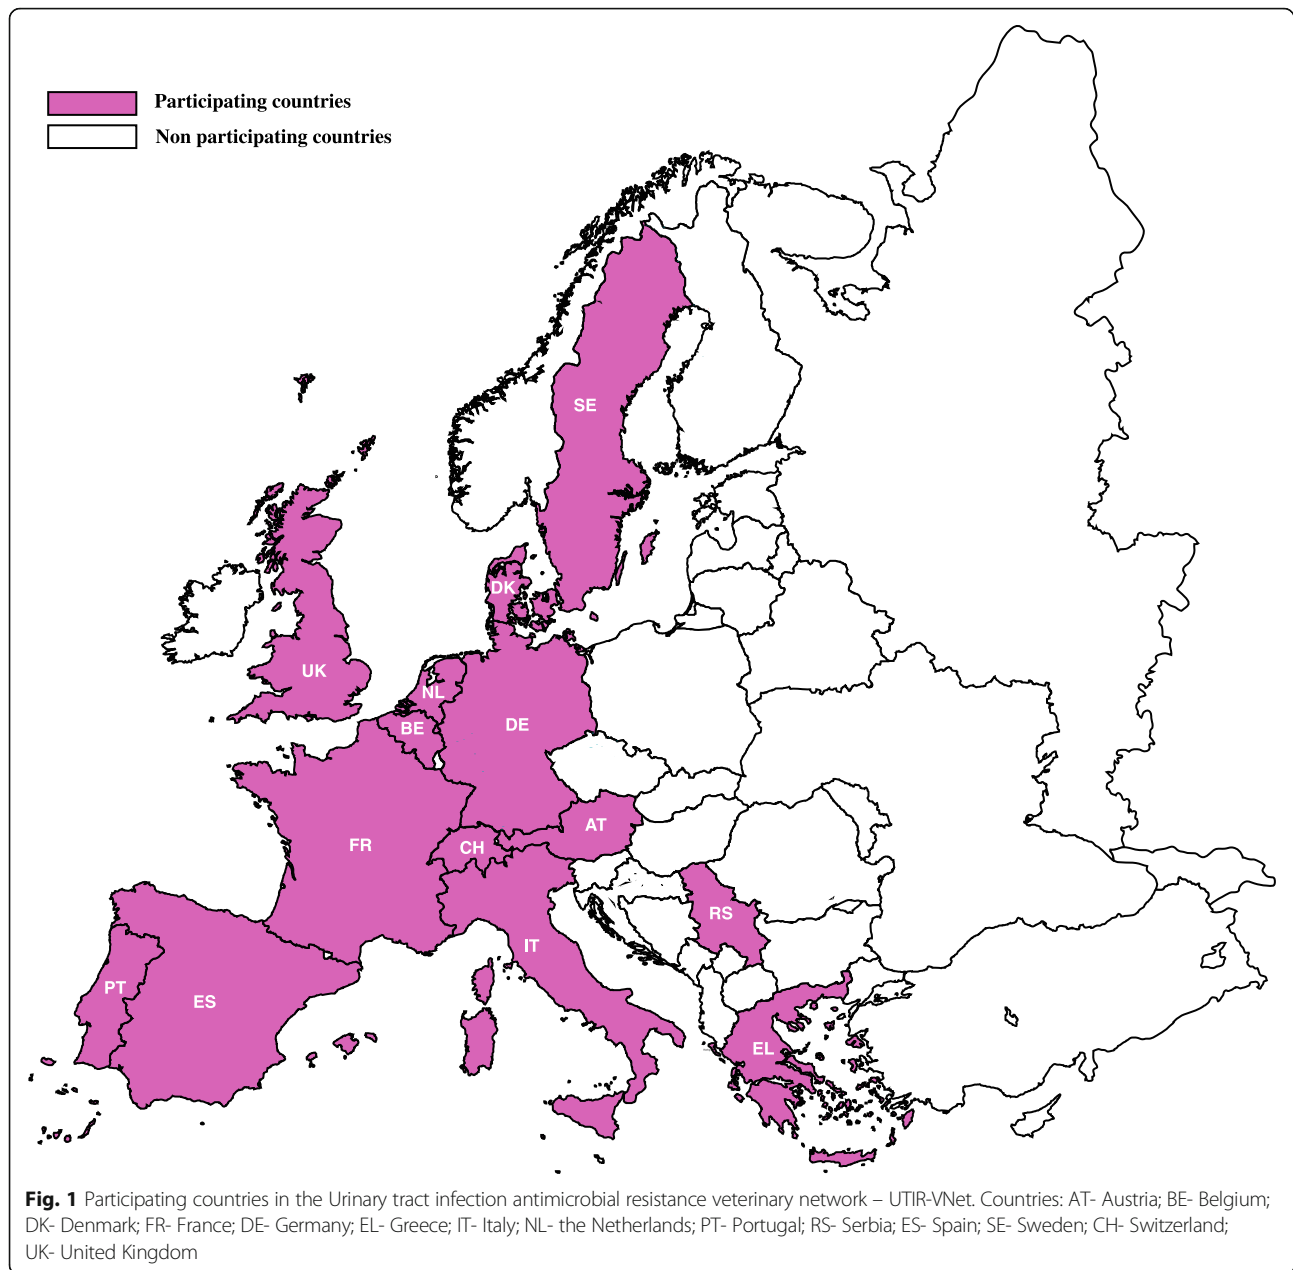 Participating countries
Non participating countries
SE
DK
UK
NL
BE
DE
FR
CH
AT
IT
RS
PT
ES
EL
Fig. 1 Participating countries in the Urinary tract infection antimicrobial resistance veterinary network – UTIR-VNet. Countries: AT- Austria; BE- Belgium;
DK- Denmark; FR- France; DE- Germany; EL- Greece; IT- Italy; NL- the Netherlands; PT- Portugal; RS- Serbia; ES- Spain; SE- Sweden; CH- Switzerland;
UK- United Kingdom